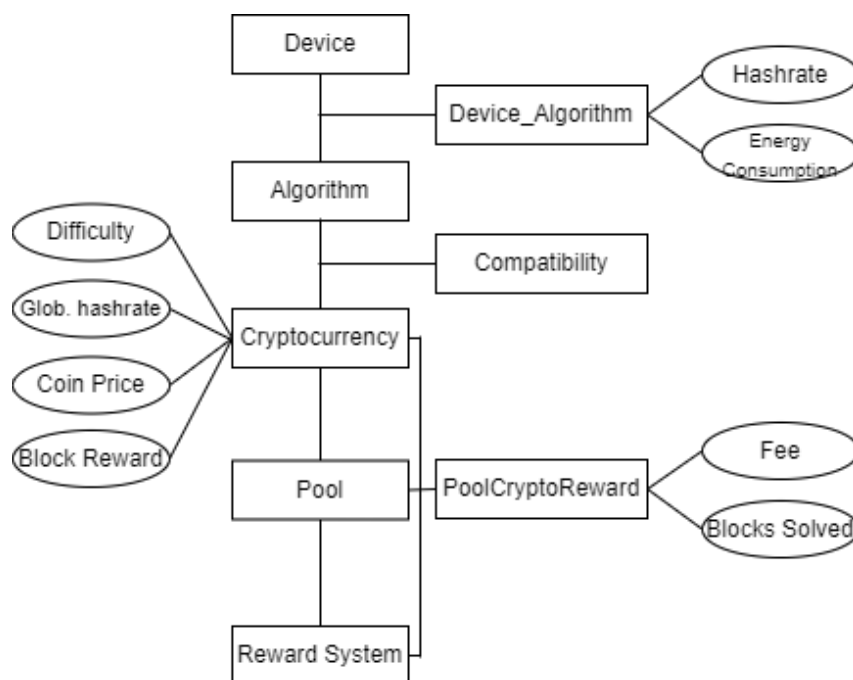 Device
Device_Algorithm
Hashrate
Energy
Consumption
Algorithm
Difficulty
Compatibility
Glob. hashrate
Cryptocurrency
Coin Price
Block Reward
Fee
Pool
PoolCryptoReward
Blocks Solved
Reward System